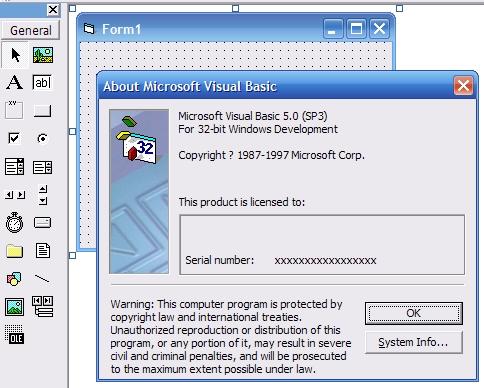 General
Form1
A
ab
xv
About Microsoft Visual Basic
32
Microsoft Visual Basic 5.0 (SP3)
For 32-bit Windows Development
Copyright ? 1987-1997 Microsoft Corp.
This product is licensed to:
Serial number: xxxxxxxxxxxxxxxxx
Warning: This computer program is protected by
copyright law and international treaties.
Unauthorized reproduction or distribution of this
program, or any portion of it, may result in severe
civil and criminal penalties, and will be prosecuted
to the maximum extent possible under law.
OK
System Info...
OLE